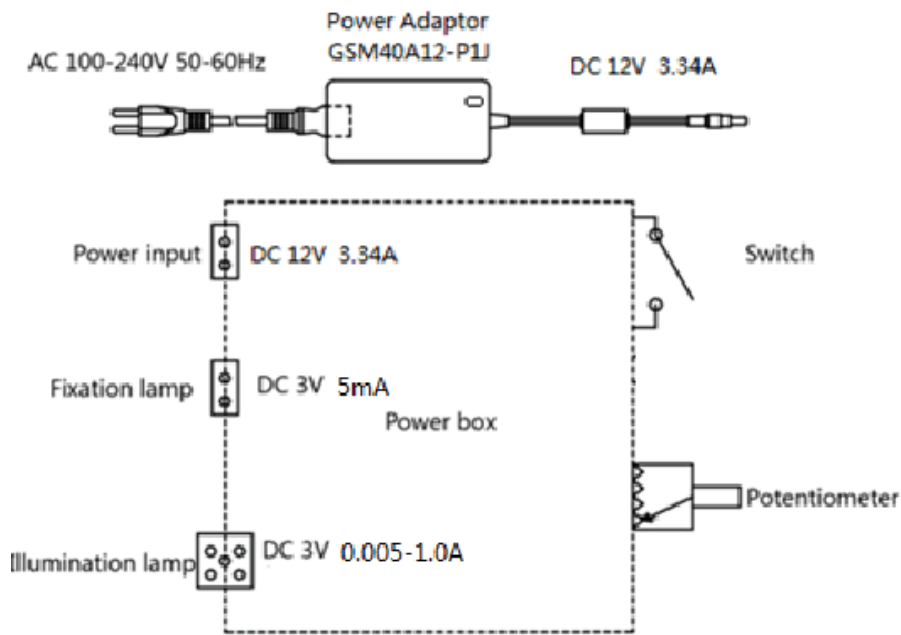 Power Adaptor
GSM40A12-P1J
AC 100-240V 50-60Hz
DC 12V 3.34A
Power input
DC 12V 3.34A
Switch
Fixation lamp
DC 3V 5mA
Power box
Potentiometer
Illumination lamp
DC 3V 0.005-1.0A